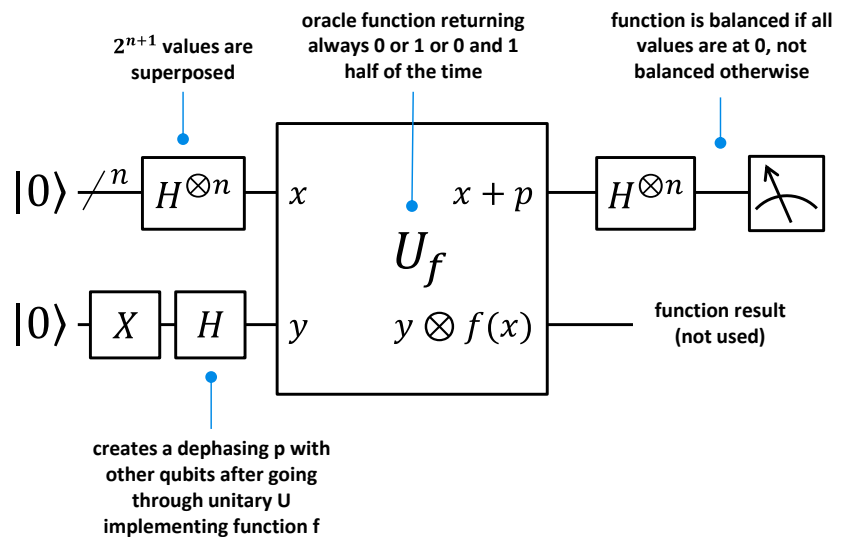 2ⁿ⁺¹ values are
superposed
oracle function returning
always 0 or 1 or 0 and 1
half of the time
function is balanced if all
values are at 0, not
balanced otherwise
|0⟩ n H⊗n x x + p H⊗n
U_f
|0⟩ X H y y ⊗ f(x)
function result
(not used)
creates a dephasing p with
other qubits after going
through unitary U
implementing function f